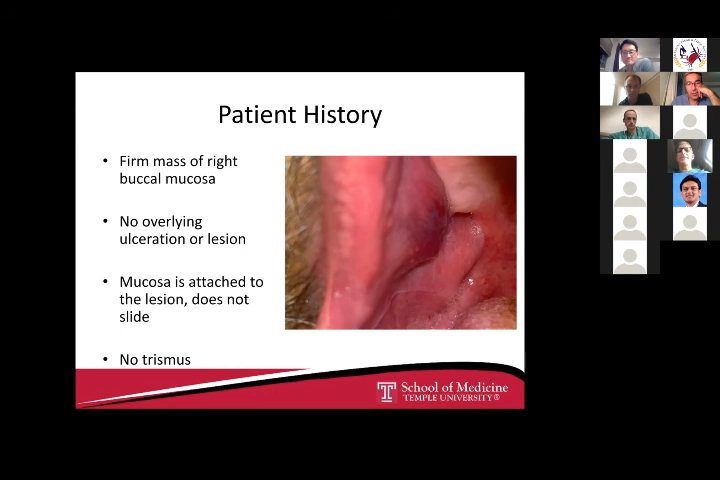 Patient History
• Firm mass of right
buccal mucosa
• No overlying
ulceration or lesion
• Mucosa is attached to
the lesion, does not
slide
• No trismus
School of Medicine
TEMPLE UNIVERSITY®